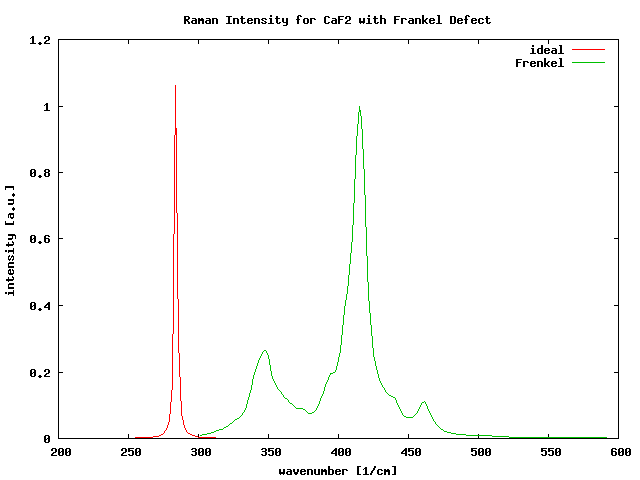 Raman Intensity for CaF2 with Frankel Defect
ideal
Frenkel
intensity [a.u.]
1.2
1
0.8
0.6
0.4
0.2
0
200 250 300 350 400 450 500 550 600
wavenumber [1/cm]